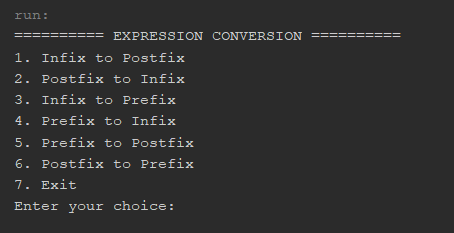 run:
========== EXPRESSION CONVERSION ==========
1. Infix to Postfix
2. Postfix to Infix
3. Infix to Prefix
4. Prefix to Infix
5. Prefix to Postfix
6. Postfix to Prefix
7. Exit
Enter your choice: